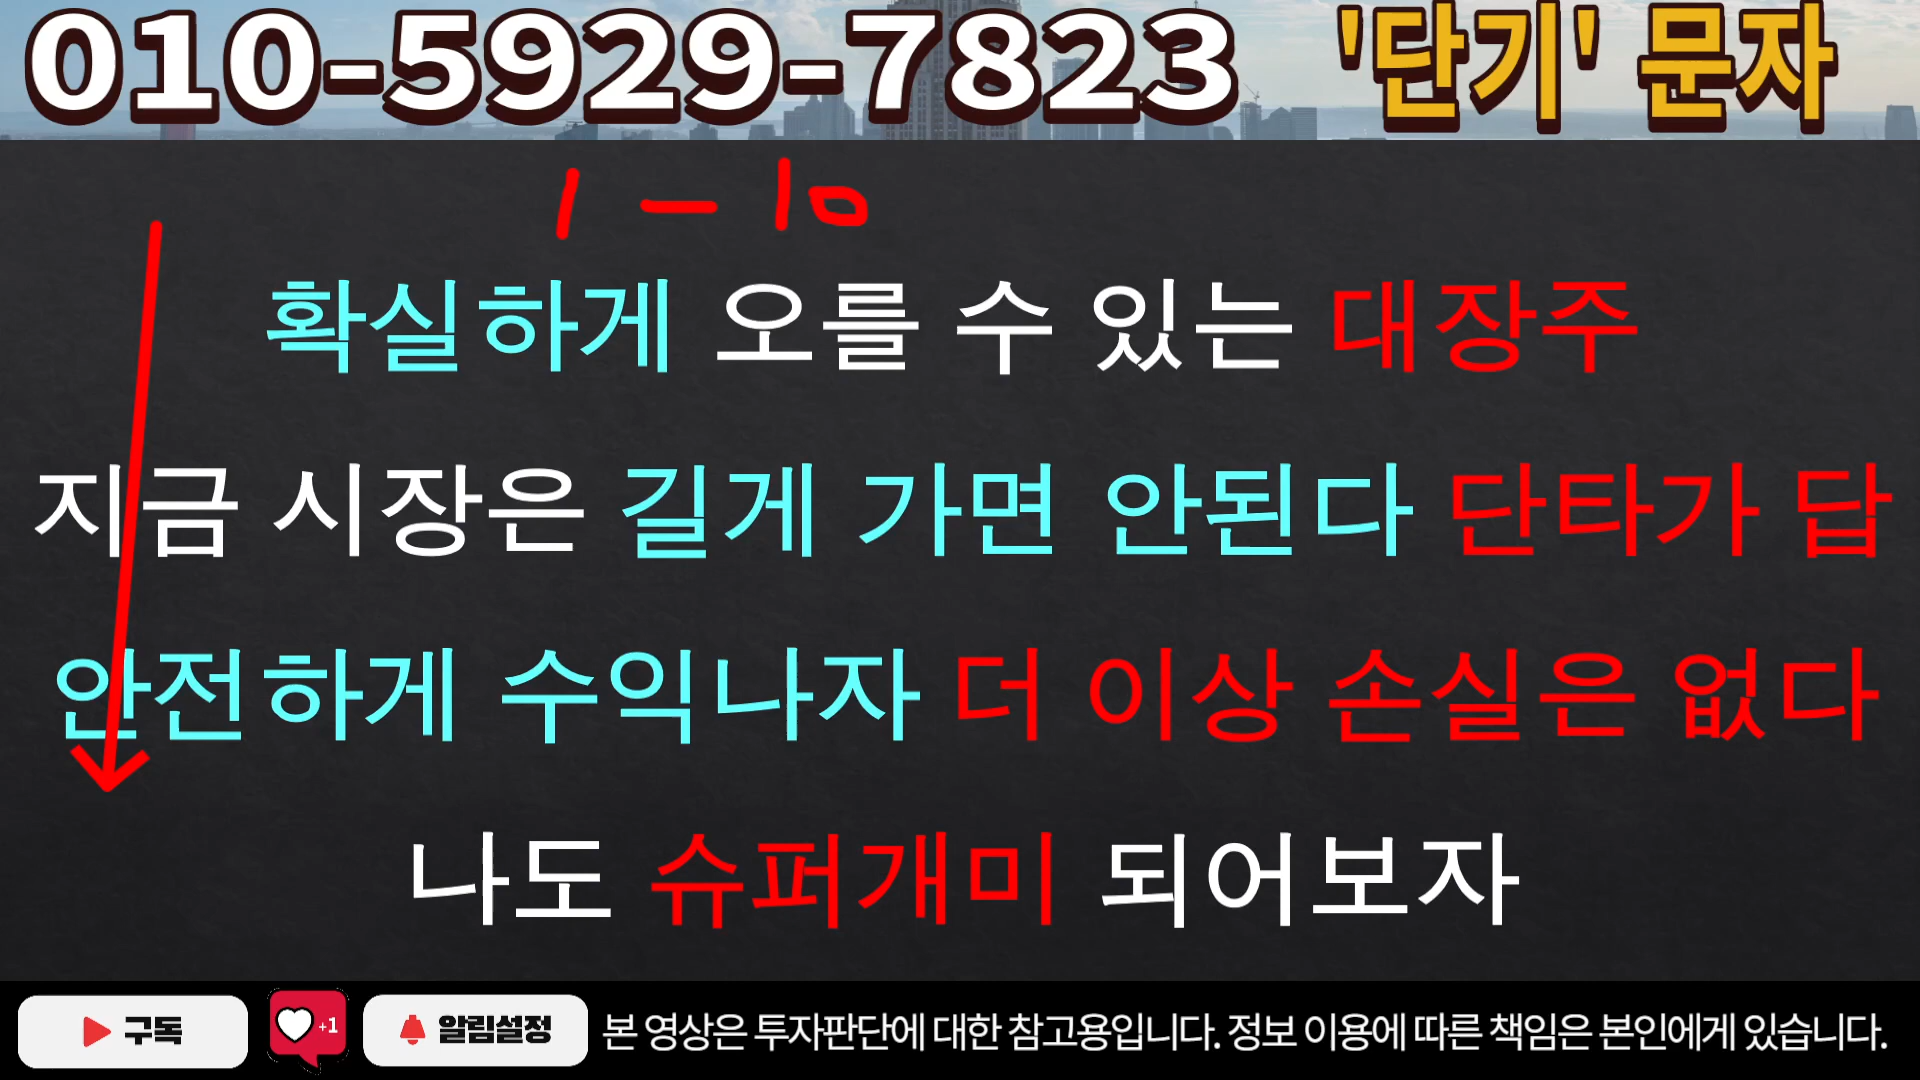 010-5929-7823 '단기' 문자
1 - 10
확실하게 오를 수 있는 대장주
지금 시장은 길게 가면 안된다 단타가 답
안전하게 수익나자 더 이상 손실은 없다
나도 슈퍼개미 되어보자
구독 +1 알림설정 본 영상은 투자판단에 대한 참고용입니다. 정보 이용에 따른 책임은 본인에게 있습니다.